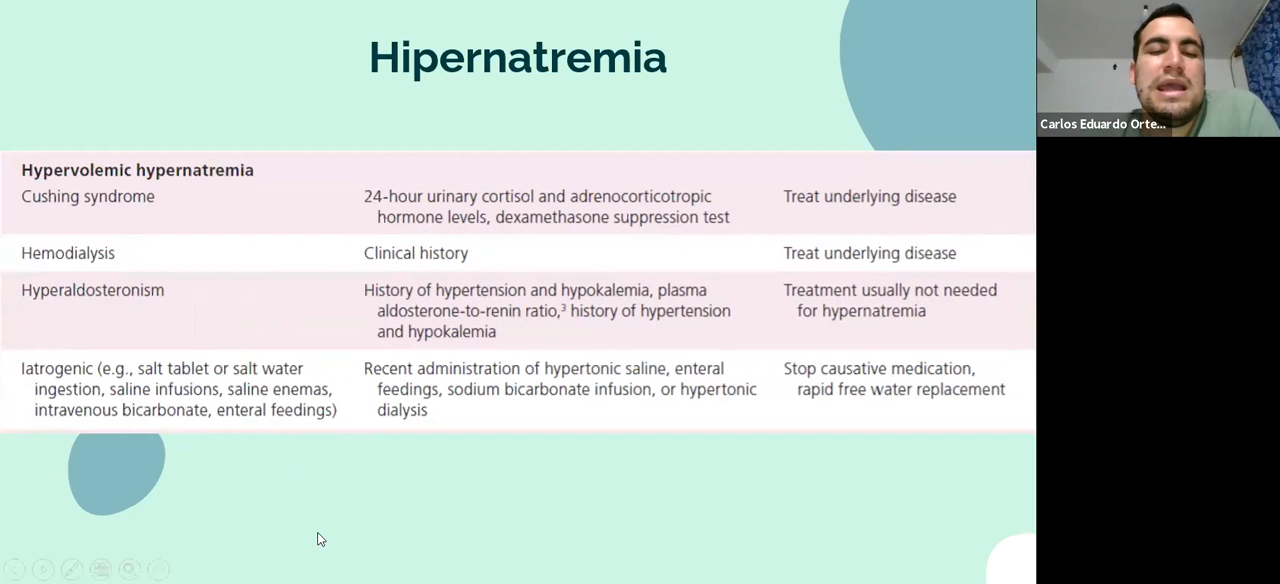 Hipernatremia
Carlos Eduardo Orte...
Hypervolemic hypernatremia
Cushing syndrome
24-hour urinary cortisol and adrenocorticotropic
hormone levels, dexamethasone suppression test
Treat underlying disease
Hemodialysis
Clinical history
Treat underlying disease
Hyperaldosteronism
History of hypertension and hypokalemia, plasma
aldosterone-to-renin ratio,³ history of hypertension
and hypokalemia
Treatment usually not needed
for hypernatremia
Iatrogenic (e.g., salt tablet or salt water
ingestion, saline infusions, saline enemas,
intravenous bicarbonate, enteral feedings)
Recent administration of hypertonic saline, enteral
feedings, sodium bicarbonate infusion, or hypertonic
dialysis
Stop causative medication,
rapid free water replacement